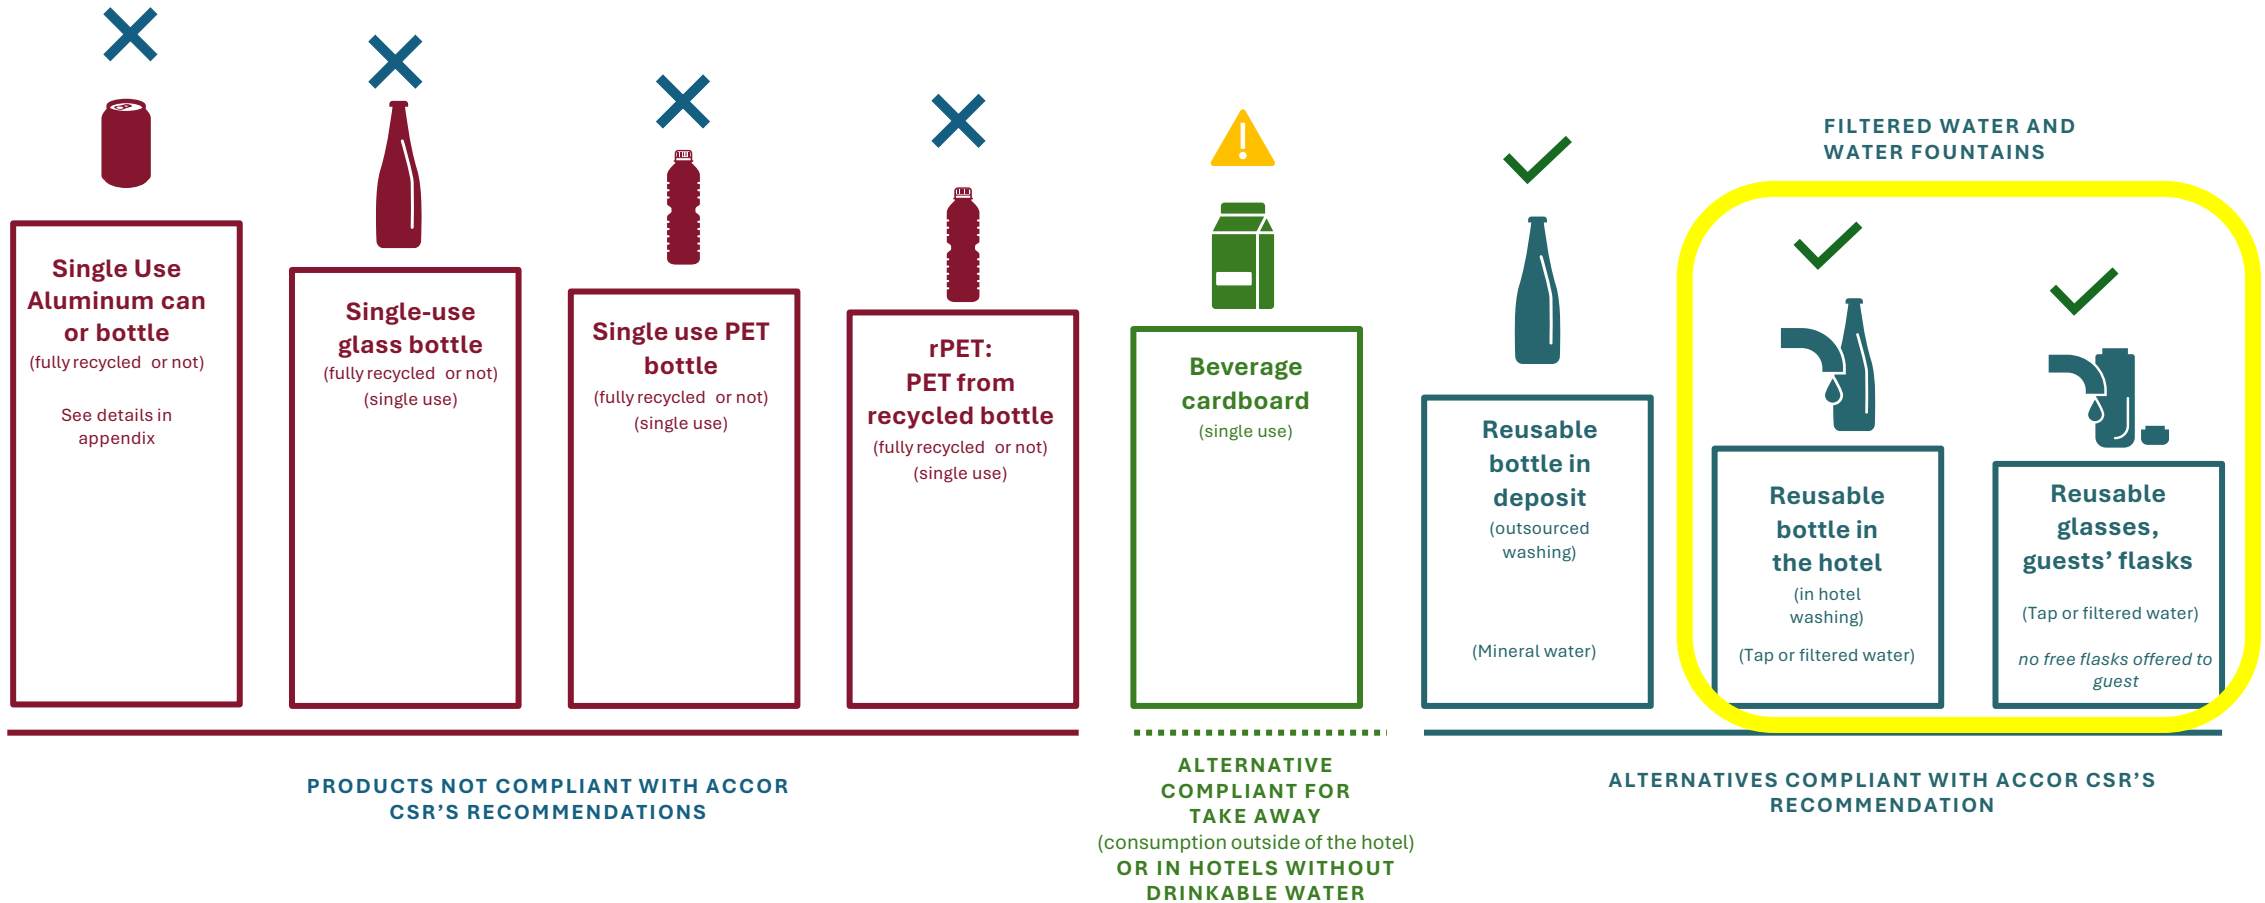 FILTERED WATER AND
WATER FOUNTAINS
Single Use
Aluminum can
or bottle
(fully recycled or not)
See details in
appendix
Single-use
glass bottle
(fully recycled or not)
(single use)
Single use PET
bottle
(fully recycled or not)
(single use)
rPET:
PET from
recycled bottle
(fully recycled or not)
(single use)
Beverage
cardboard
(single use)
Reusable
bottle in
deposit
(outsourced
washing)
(Mineral water)
Reusable
bottle in
the hotel
(in hotel
washing)
(Tap or filtered water)
Reusable
glasses,
guests’ flasks
(Tap or filtered water)
no free flasks offered to
guest
PRODUCTS NOT COMPLIANT WITH ACCOR
CSR’S RECOMMENDATIONS
ALTERNATIVE
COMPLIANT FOR
TAKE AWAY
(consumption outside of the hotel)
OR IN HOTELS WITHOUT
DRINKABLE WATER
ALTERNATIVES COMPLIANT WITH ACCOR CSR’S
RECOMMENDATION